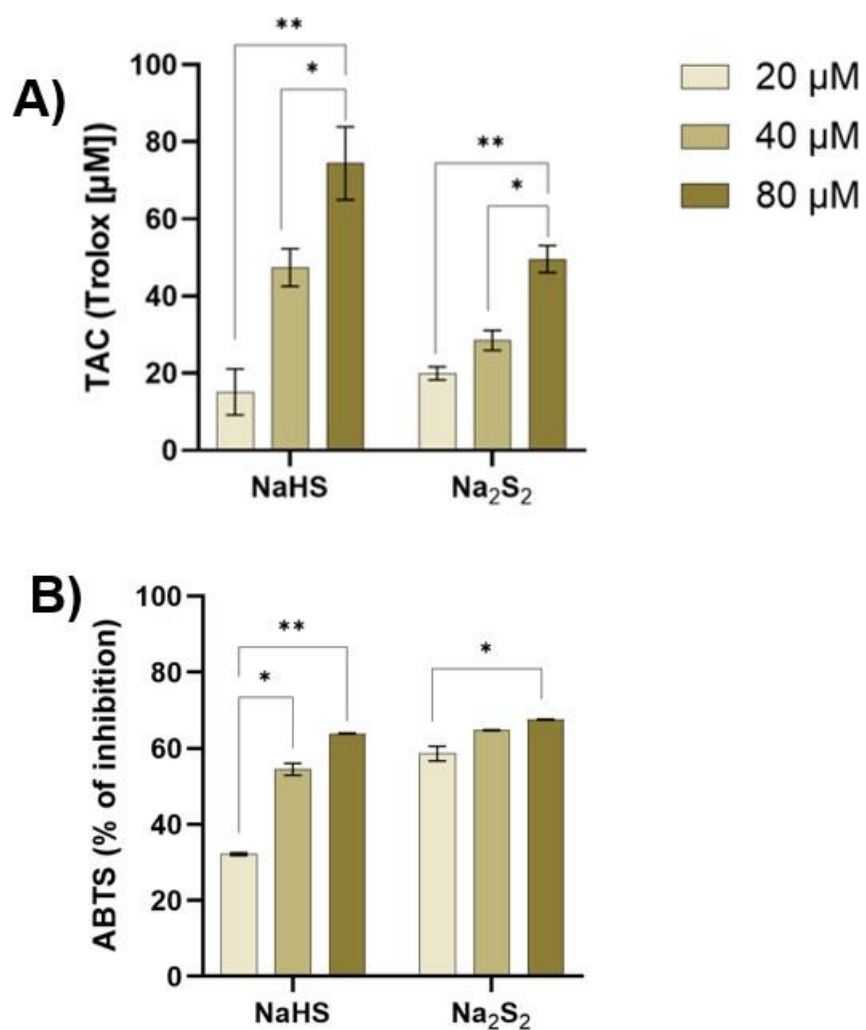 A)
TAC (Trolox [µM])
100
80
60
40
20
0
**
*
**
*
NaHS
Na₂S₂
20 µM
40 µM
80 µM
B)
ABTS (% of inhibition)
100
80
60
40
20
0
**
*
*
NaHS
Na₂S₂